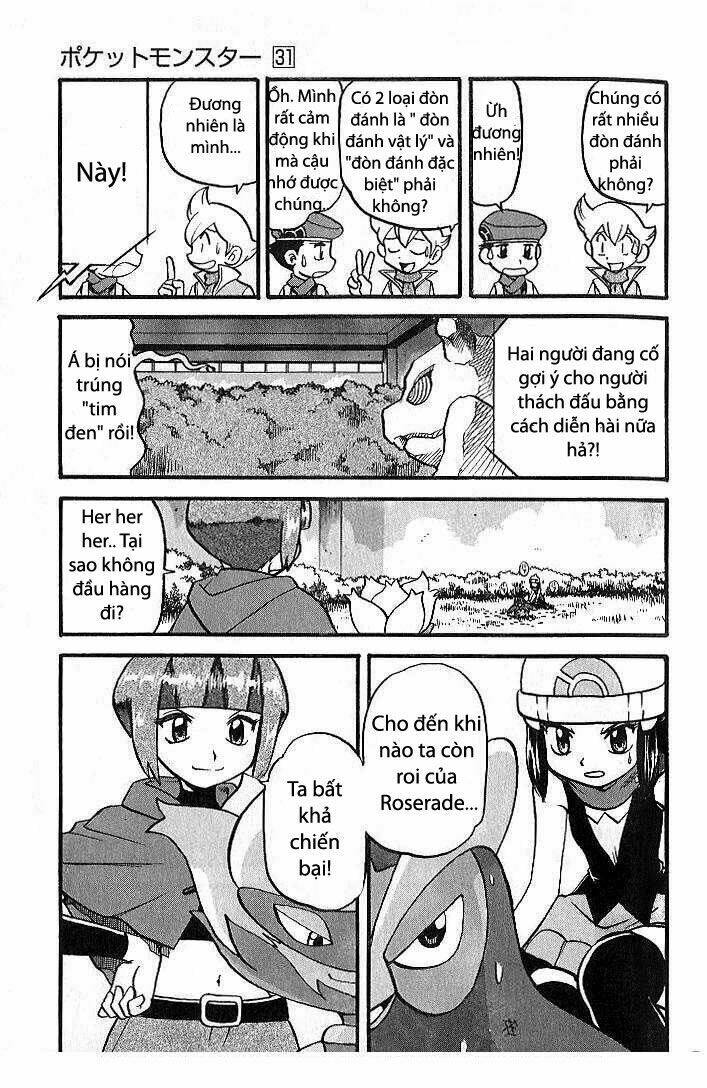 ポケットモンスター 31
Chúng có
rất nhiều
đòn đánh
phải
không?
Ừh
đương
nhiên!
Có 2 loại đòn
đánh là " đòn
đánh vật lý" và
"đòn đánh đặc
biệt" phải
không?
Ồh. Mình
rất cảm
động khi
mà cậu
nhớ được
chúng.
Đương
nhiên là
mình...
Này!
Hai người đang cố
gợi ý cho người
thách đấu bằng
cách diễn hài nữa
hả?!
Á bị nói
trúng
"tim
đen" rồi!
Her her
her.. Tại
sao không
đầu hàng
đi?
Cho đến khi
nào ta còn
roi của
Roserade...
Ta bất
khả
chiến
bại!